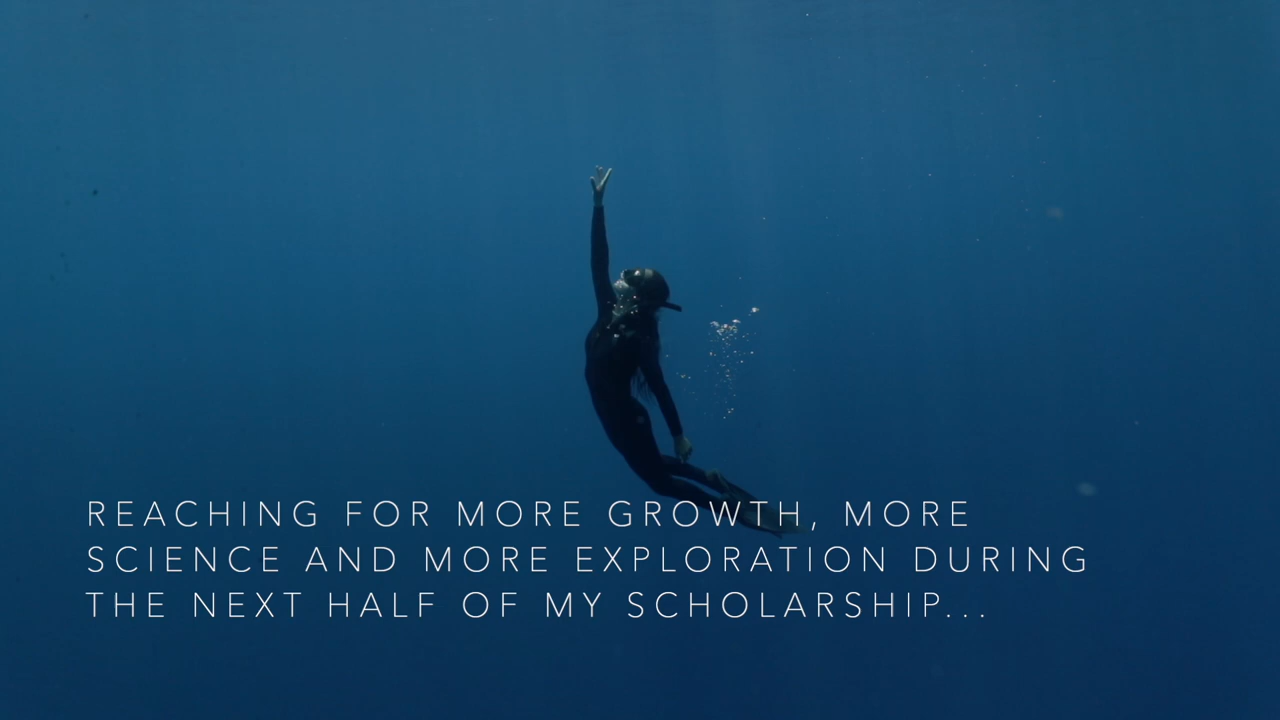 REACHING FOR MORE GROWTH, MORE
SCIENCE AND MORE EXPLORATION DURING
THE NEXT HALF OF MY SCHOLARSHIP...